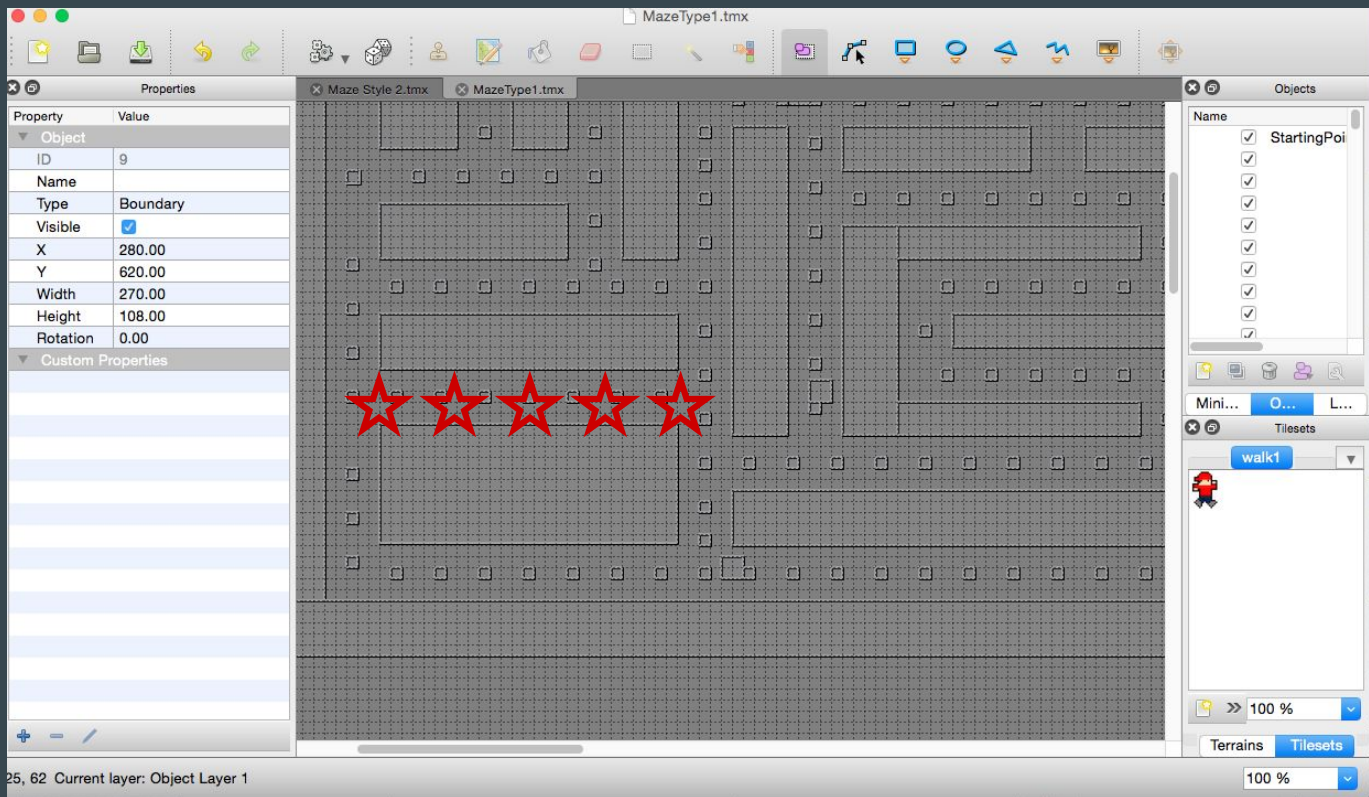 MazeType1.tmx
Properties
Maze Style 2.tmx
MazeType1.tmx
Objects
Property Value
Object
ID 9
Name
Type Boundary
Visible
X 280.00
Y 620.00
Width 270.00
Height 108.00
Rotation 0.00
Custom Properties
Name
StartingPoi
Mini... O... L...
Tilesets
walk1
100 %
Terrains Tilesets
25, 62 Current layer: Object Layer 1
100 %